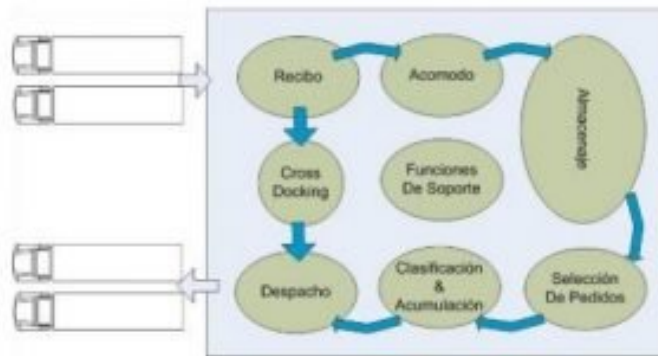 Recibo
Acomodo
Almacenaje
Cross
Docking
Funciones
De Soporte
Despacho
Clasificación
&
Acumulación
Selección
De Pedidos